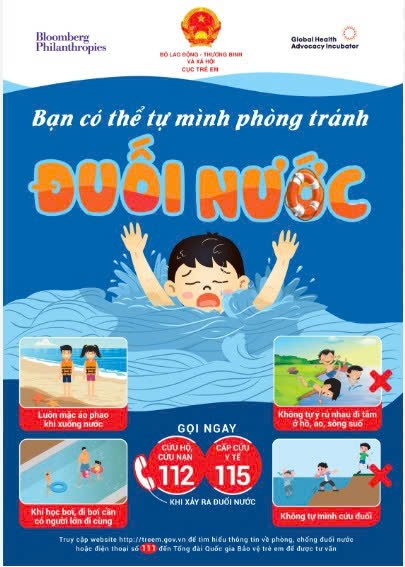 Bloomberg
Philanthropies
BỘ LAO ĐỘNG - THƯƠNG BINH
VÀ XÃ HỘI
CỤC TRẺ EM
Global Health
Advocacy Incubator
Bạn có thể tự mình phòng tránh
ĐUỐI NƯỚC
Luôn mặc áo phao
khi xuống nước
Không tự ý rủ nhau đi tắm
ở hồ, ao, sông suối
GỌI NGAY
CỨU HỘ,
CỨU NẠN
112
CẤP CỨU
Y TẾ
115
KHI XẢY RA ĐUỐI NƯỚC
Khi học bơi, đi bơi cần
có người lớn đi cùng
Không tự mình cứu đuối
Truy cập website http://treem.gov.vn để tìm hiểu thông tin về phòng, chống đuối nước
hoặc điện thoại số 111 đến Tổng đài Quốc gia Bảo vệ trẻ em để được tư vấn